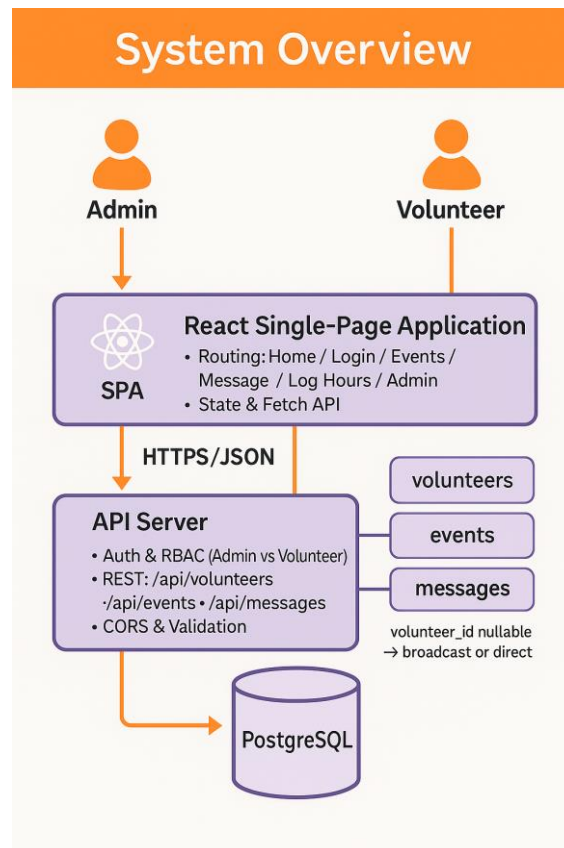 System Overview
Admin
Volunteer
React Single-Page Application
• Routing: Home / Login / Events /
Message / Log Hours / Admin
• State & Fetch API
SPA
HTTPS/JSON
API Server
• Auth & RBAC (Admin vs Volunteer)
• REST: /api/volunteers
·/api/events • /api/messages
• CORS & Validation
volunteers
events
messages
volunteer_id nullable
→ broadcast or direct
PostgreSQL